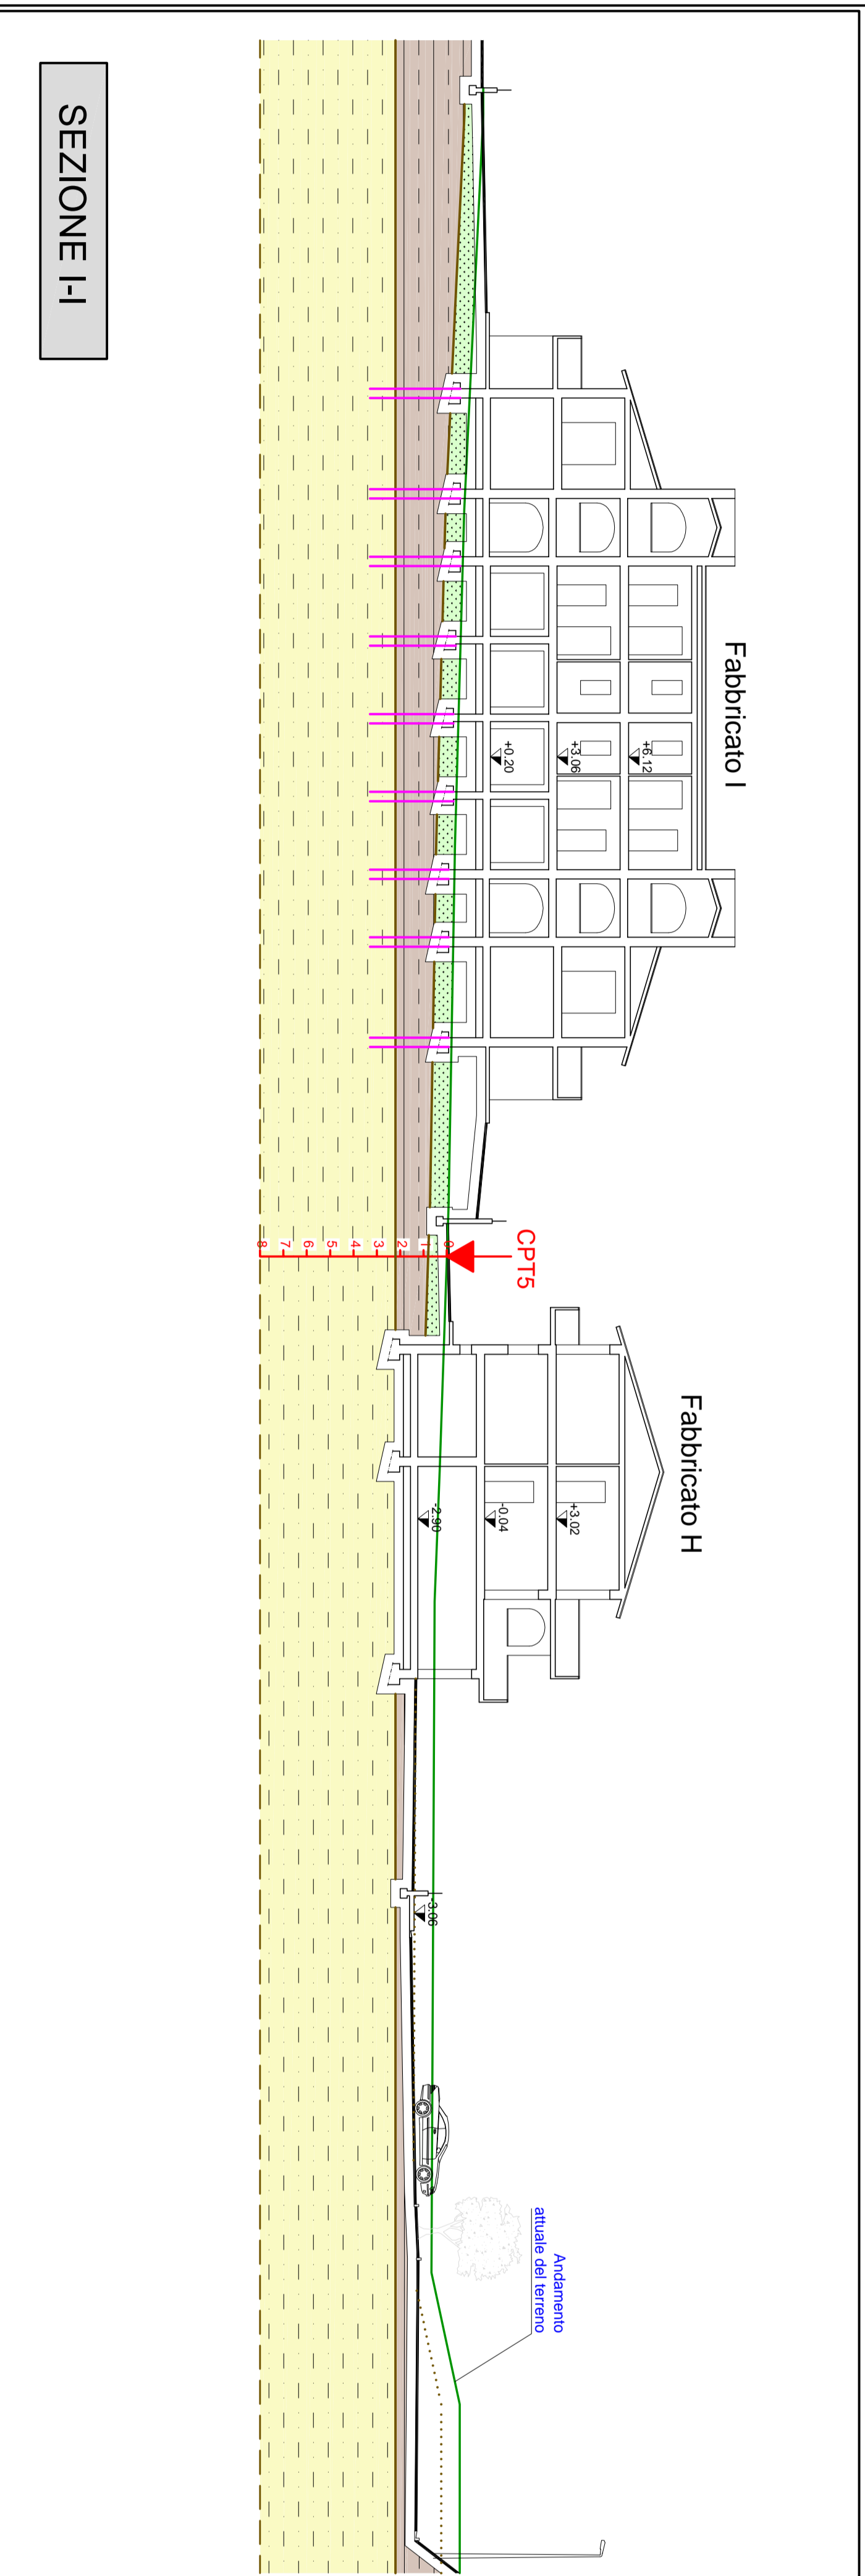 Fabbricato I
Fabbricato H
+6.12
+3.06
+0.20
+3.02
-0.04
-2.90
-3.06
CPT5
0
1
2
3
4
5
6
7
8
Andamento
attuale del terreno
SEZIONE I-I